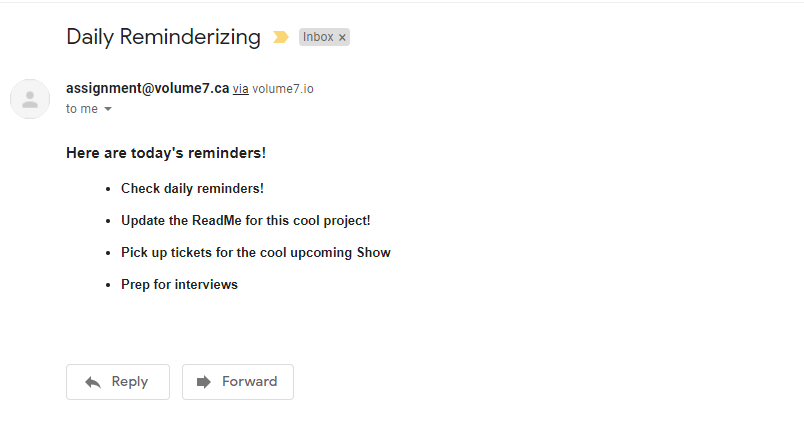 Daily Reminderizing Inbox x
assignment@volume7.ca via volume7.io
to me
Here are today's reminders!
• Check daily reminders!
• Update the ReadMe for this cool project!
• Pick up tickets for the cool upcoming Show
• Prep for interviews
Reply Forward